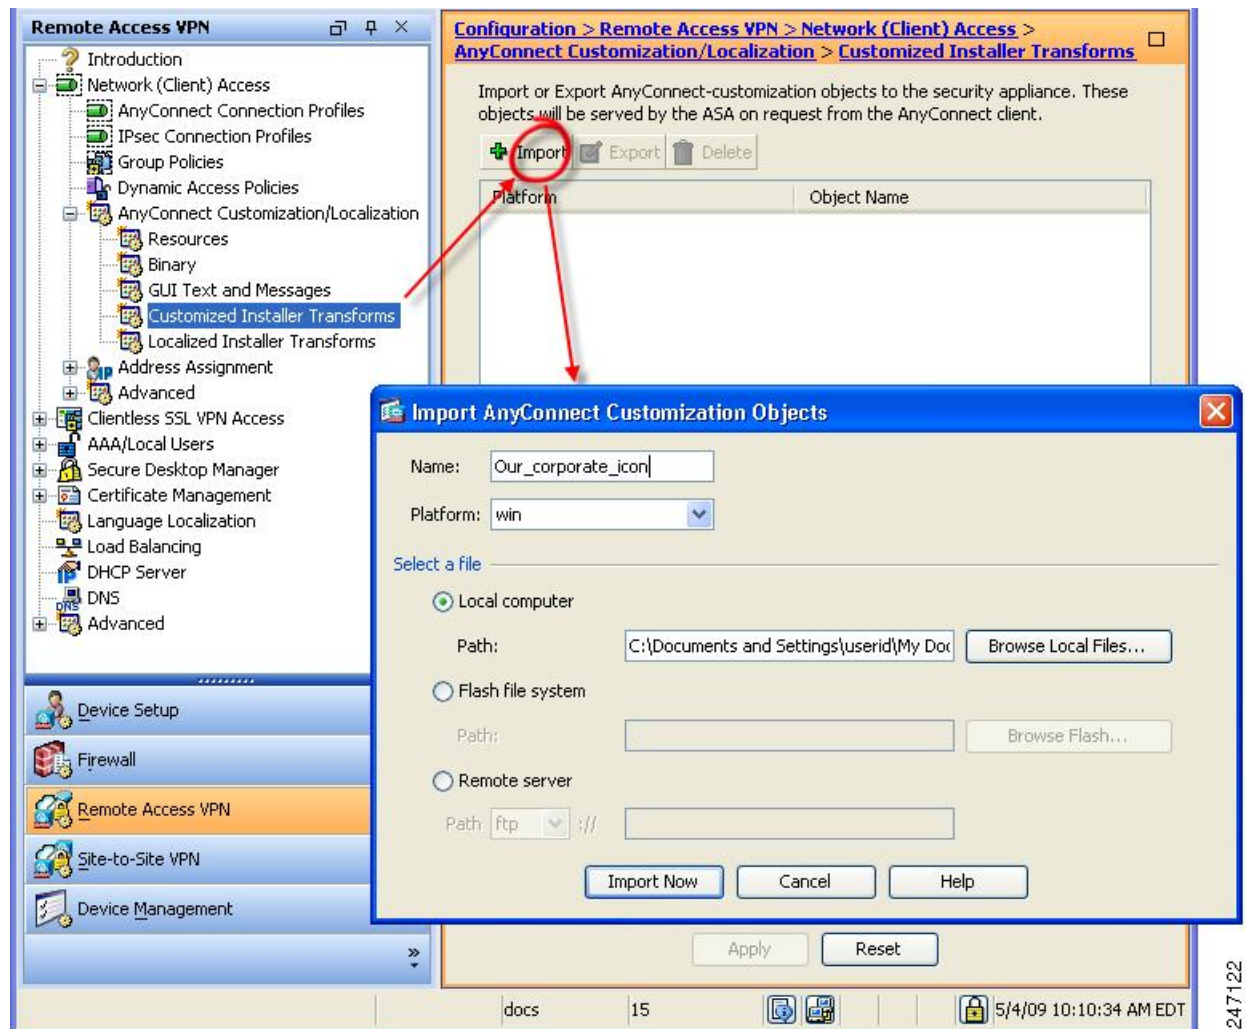 Remote Access VPN
Introduction
Network (Client) Access
AnyConnect Connection Profiles
IPsec Connection Profiles
Group Policies
Dynamic Access Policies
AnyConnect Customization/Localization
Resources
Binary
GUI Text and Messages
Customized Installer Transforms
Localized Installer Transforms
Address Assignment
Advanced
Clientless SSL VPN Access
AAA/Local Users
Secure Desktop Manager
Certificate Management
Language Localization
Load Balancing
DHCP Server
DNS
Advanced
Device Setup
Firewall
Remote Access VPN
Site-to-Site VPN
Device Management
Configuration > Remote Access VPN > Network (Client) Access >
AnyConnect Customization/Localization > Customized Installer Transforms
Import or Export AnyConnect-customization objects to the security appliance. These
objects will be served by the ASA on request from the AnyConnect client.
Import Export Delete
Platform Object Name
Import AnyConnect Customization Objects
Name: Our_corporate_icon
Platform: win
Select a file
Local computer
Path: C:\Documents and Settings\userid\My Doc Browse Local Files...
Flash file system
Path: Browse Flash...
Remote server
Path ftp ://
Import Now Cancel Help
Apply Reset
docs 15 5/4/09 10:10:34 AM EDT
247122